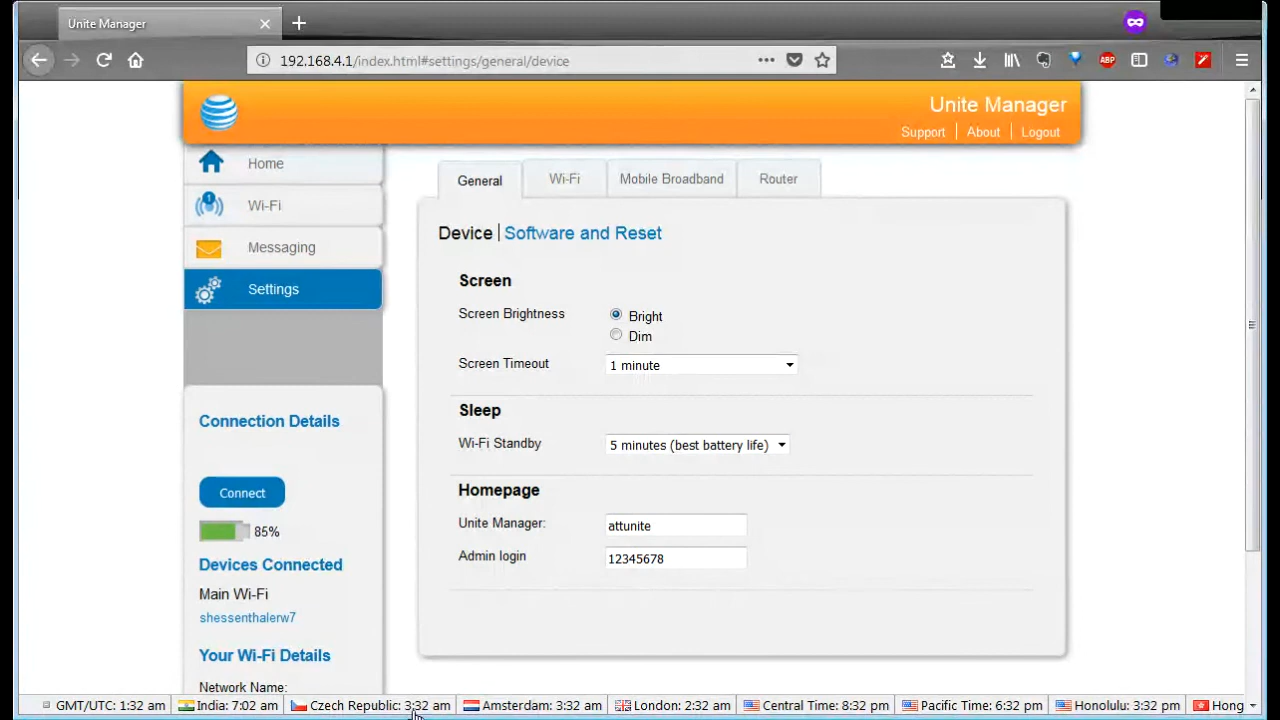 Unite Manager
192.168.4.1/index.html#settings/general/device
ABP
Unite Manager
Support | About | Logout
Home
Wi-Fi
1
Messaging
Settings
General
Wi-Fi
Mobile Broadband
Router
Device | Software and Reset
Screen
Screen Brightness
Bright
Dim
Screen Timeout
1 minute
Sleep
Wi-Fi Standby
5 minutes (best battery life)
Homepage
Unite Manager:
attunite
Admin login
12345678
Connection Details
Connect
85%
Devices Connected
Main Wi-Fi
shessenthalerw7
Your Wi-Fi Details
Network Name:
GMT/UTC: 1:32 am
India: 7:02 am
Czech Republic: 3:32 am
Amsterdam: 3:32 am
London: 2:32 am
Central Time: 8:32 pm
Pacific Time: 6:32 pm
Honolulu: 3:32 pm
Hong